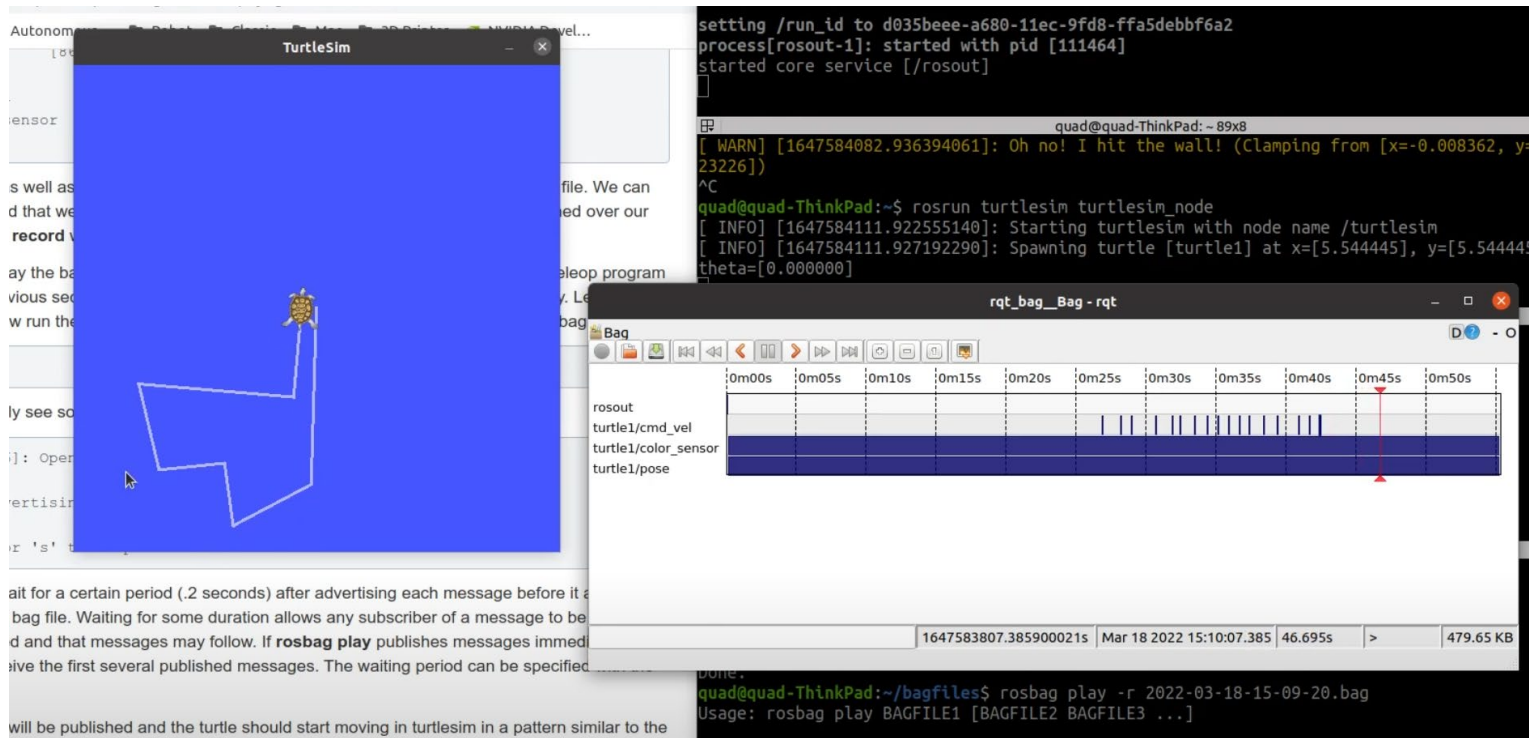 Autonom
vel...
TurtleSim
ensor
s well as
file. We can
d that we
ed over our
record
ay the ba
eleop program
vious sec
y. Le
w run the
bag
ly see so
]: Oper
ertisin
or 's' t
ait for a certain period (.2 seconds) after advertising each message before it a
bag file. Waiting for some duration allows any subscriber of a message to be
d and that messages may follow. If rosbag play publishes messages immedi
eive the first several published messages. The waiting period can be specified
will be published and the turtle should start moving in turtlesim in a pattern similar to the
setting /run_id to d035beee-a680-11ec-9fd8-ffa5debbf6a2
process[rosout-1]: started with pid [111464]
started core service [/rosout]
quad@quad-ThinkPad: ~ 89x8
[ WARN] [1647584082.936394061]: Oh no! I hit the wall! (Clamping from [x=-0.008362, y=
23226])
^C
quad@quad-ThinkPad:~$ rosrun turtlesim turtlesim_node
[ INFO] [1647584111.922555140]: Starting turtlesim with node name /turtlesim
[ INFO] [1647584111.927192290]: Spawning turtle [turtle1] at x=[5.544445], y=[5.544445
theta=[0.000000]
rqt_bag__Bag - rqt
Bag
D - O
0m00s 0m05s 0m10s 0m15s 0m20s 0m25s 0m30s 0m35s 0m40s 0m45s 0m50s
rosout
turtle1/cmd_vel
turtle1/color_sensor
turtle1/pose
1647583807.385900021s Mar 18 2022 15:10:07.385 46.695s > 479.65 KB
Done.
quad@quad-ThinkPad:~/bagfiles$ rosbag play -r 2022-03-18-15-09-20.bag
Usage: rosbag play BAGFILE1 [BAGFILE2 BAGFILE3 ...]